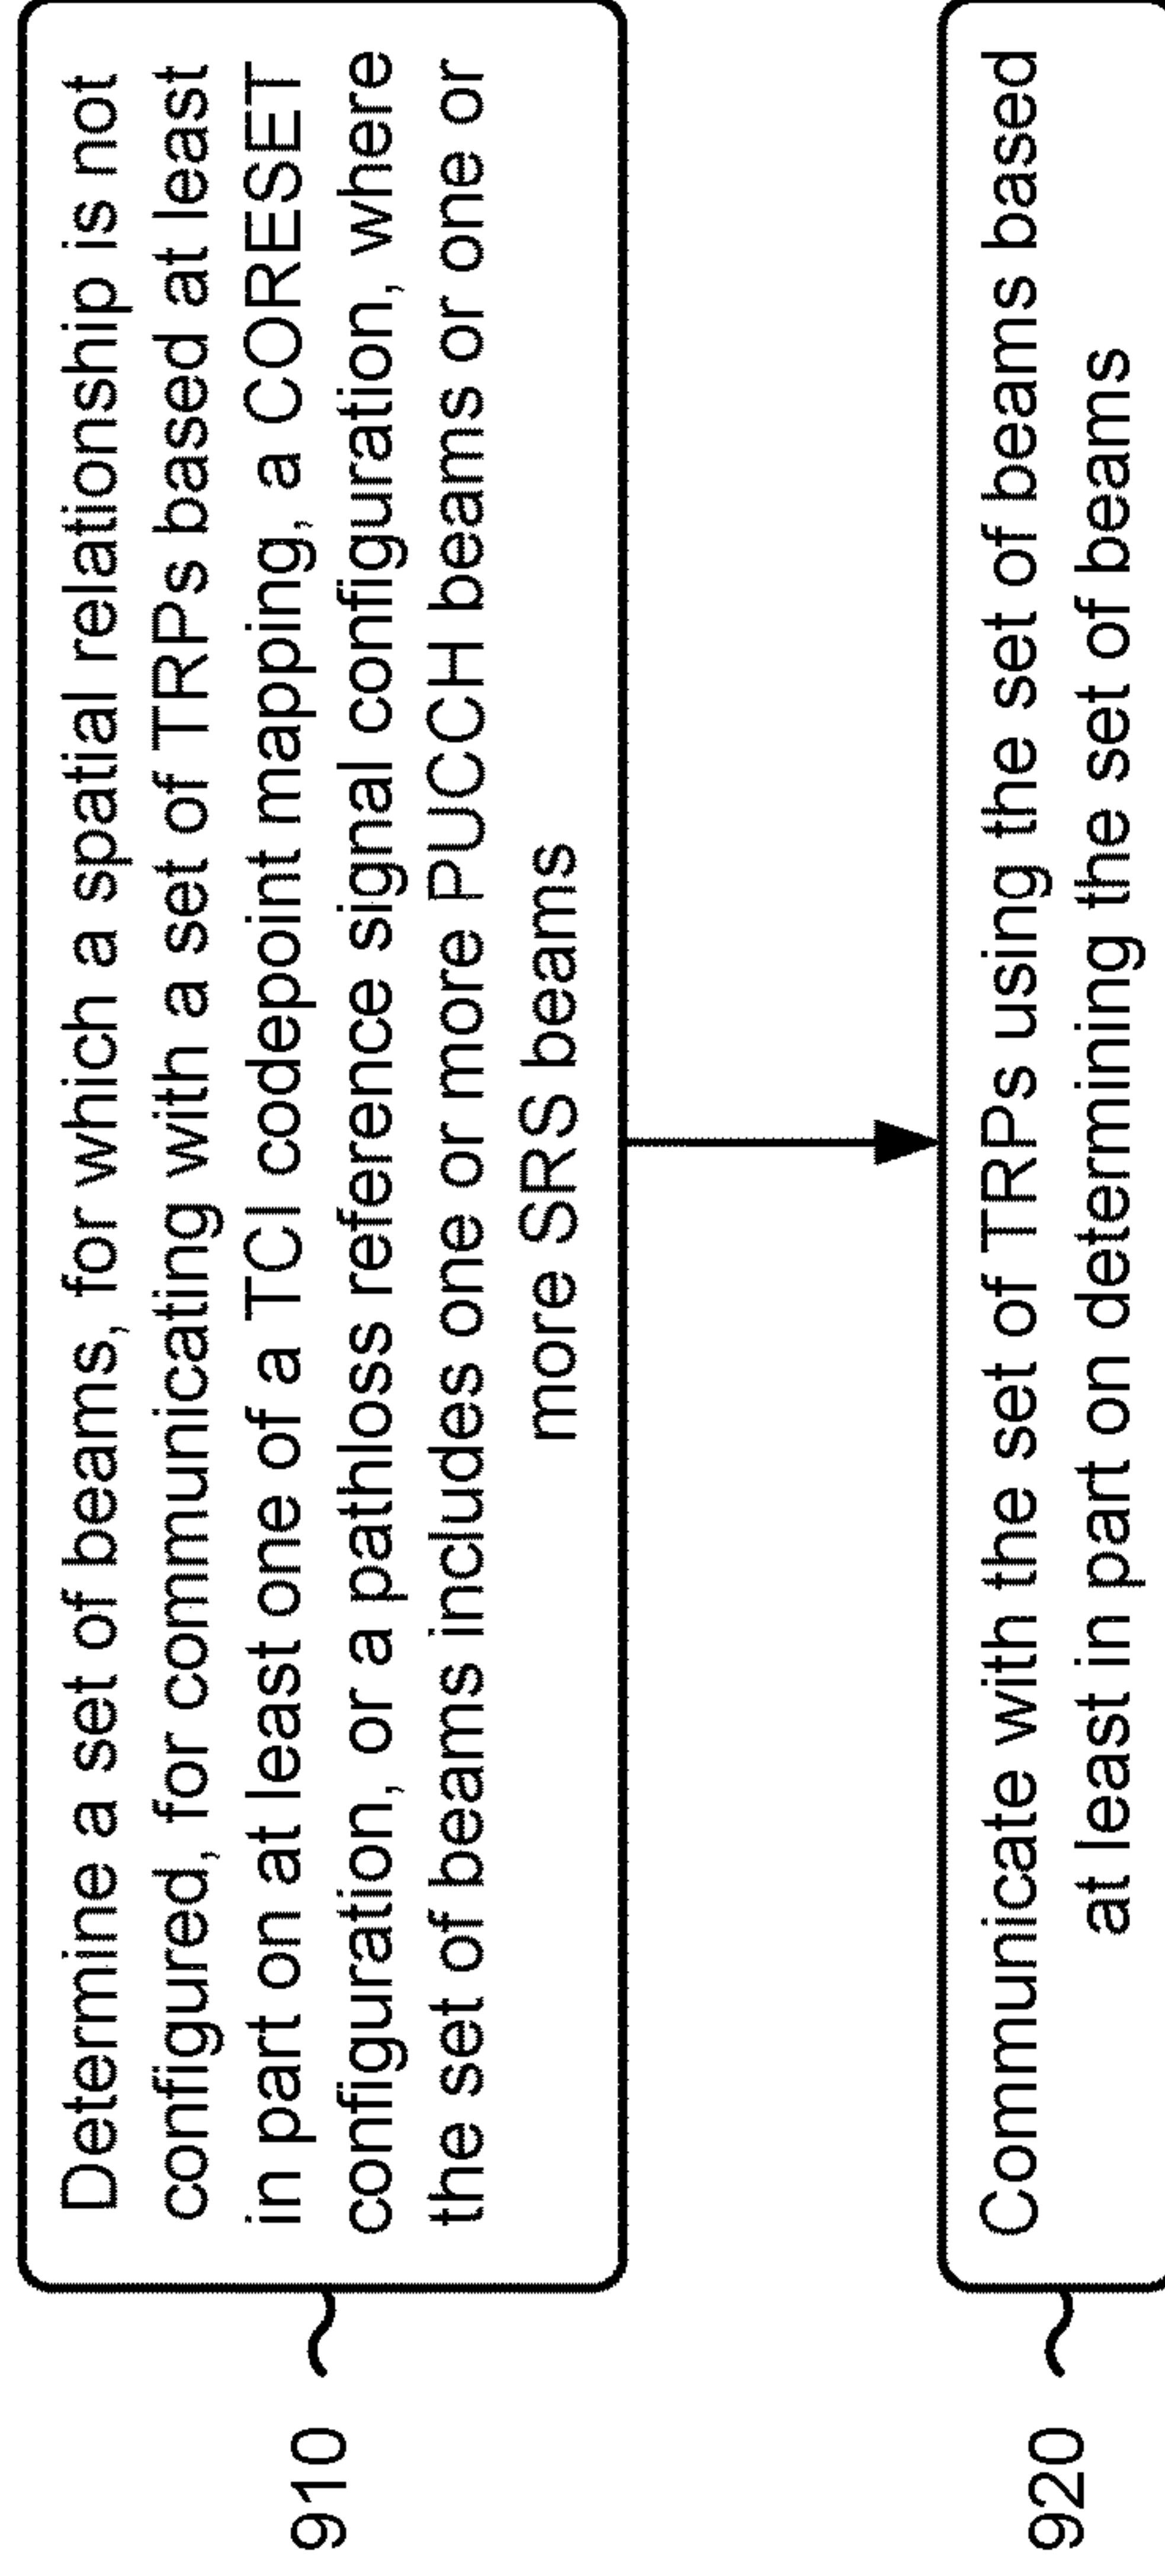 910
Determine a set of beams, for which a spatial relationship is not
configured, for communicating with a set of TRPs based at least
in part on at least one of a TCI codepoint mapping, a CORESET
configuration, or a pathloss reference signal configuration, where
the set of beams includes one or more PUCCH beams or one or
more SRS beams
920
Communicate with the set of TRPs using the set of beams based
at least in part on determining the set of beams